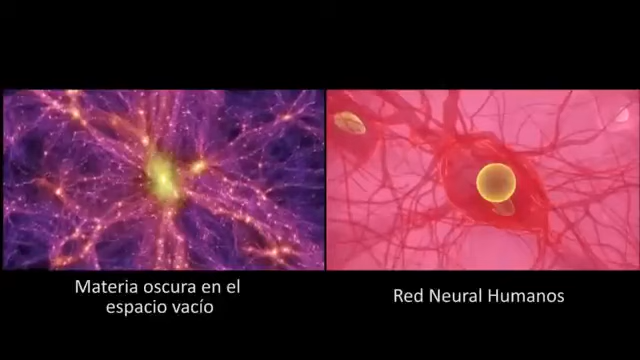 Materia oscura en el
espacio vacío
Red Neural Humanos